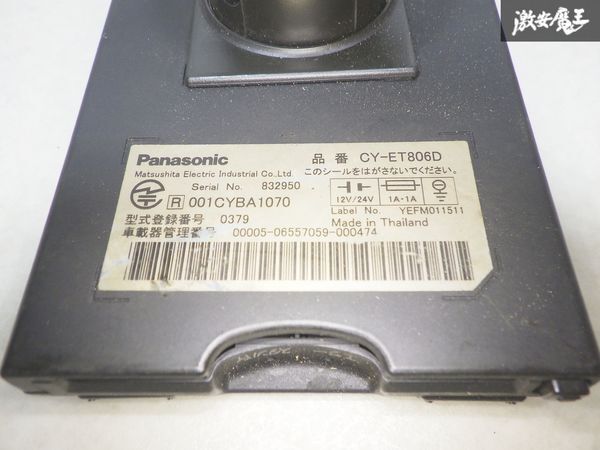 激安魔王
Panasonic 品番 CY-ET806D
Matsushita Electric Industrial Co.,Ltd. このシールをはがさないでください。
Serial No. 832950
R 001CYBA1070 12V/24V 1A・1A
型式登録番号 0379 Label No. YEFM011511
車載器管理番号 00005-06557059-000474 Made in Thailand